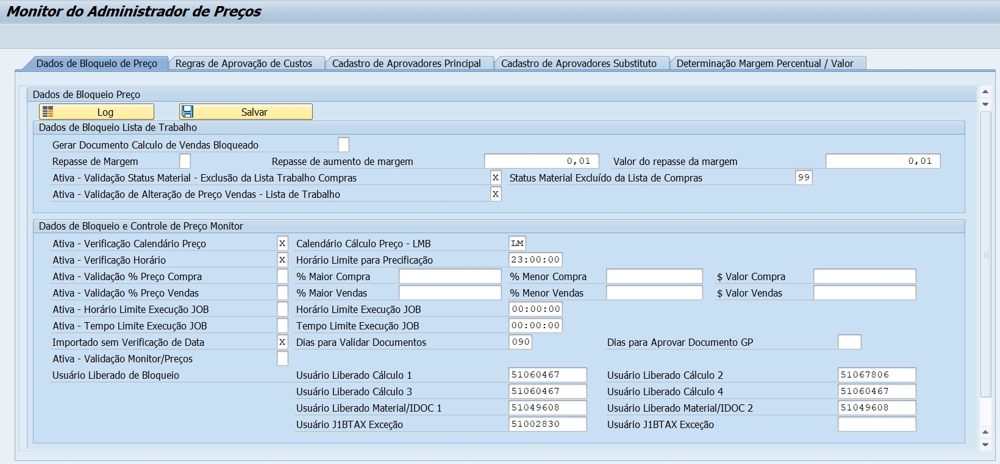 Monitor do Administrador de Preços
Dados de Bloqueio de Preço Regras de Aprovação de Custos Cadastro de Aprovadores Principal Cadastro de Aprovadores Substituto Determinação Margem Percentual / Valor
Dados de Bloqueio Preço
Log Salvar
Dados de Bloqueio Lista de Trabalho
Gerar Documento Calculo de Vendas Bloqueado
Repasse de Margem Repasse de aumento de margem 0,01 Valor do repasse da margem 0,01
Ativa - Validação Status Material - Exclusão da Lista Trabalho Compras X Status Material Excluído da Lista de Compras 99
Ativa - Validação de Alteração de Preço Vendas - Lista de Trabalho X
Dados de Bloqueio e Controle de Preço Monitor
Ativa - Verificação Calendário Preço X Calendário Cálculo Preço - LMB LM
Ativa - Verificação Horário X Horário Limite para Precificação 23:00:00
Ativa - Validação % Preço Compra % Maior Compra % Menor Compra $ Valor Compra
Ativa - Validação % Preço Vendas % Maior Vendas % Menor Vendas $ Valor Vendas
Ativa - Horário Limite Execução JOB Horário Limite Execução JOB 00:00:00
Ativa - Tempo Limite Execução JOB Tempo Limite Execução JOB 00:00:00
Importado sem Verificação de Data X Dias para Validar Documentos 090 Dias para Aprovar Documento GP
Ativa - Validação Monitor/Preços
Usuário Liberado de Bloqueio Usuário Liberado Cálculo 1 51060467 Usuário Liberado Cálculo 2 51067806
Usuário Liberado Cálculo 3 51060467 Usuário Liberado Cálculo 4 51060467
Usuário Liberado Material/IDOC 1 51049608 Usuário Liberado Material/IDOC 2 51049608
Usuário J1BTAX Exceção 51002830 Usuário J1BTAX Exceção